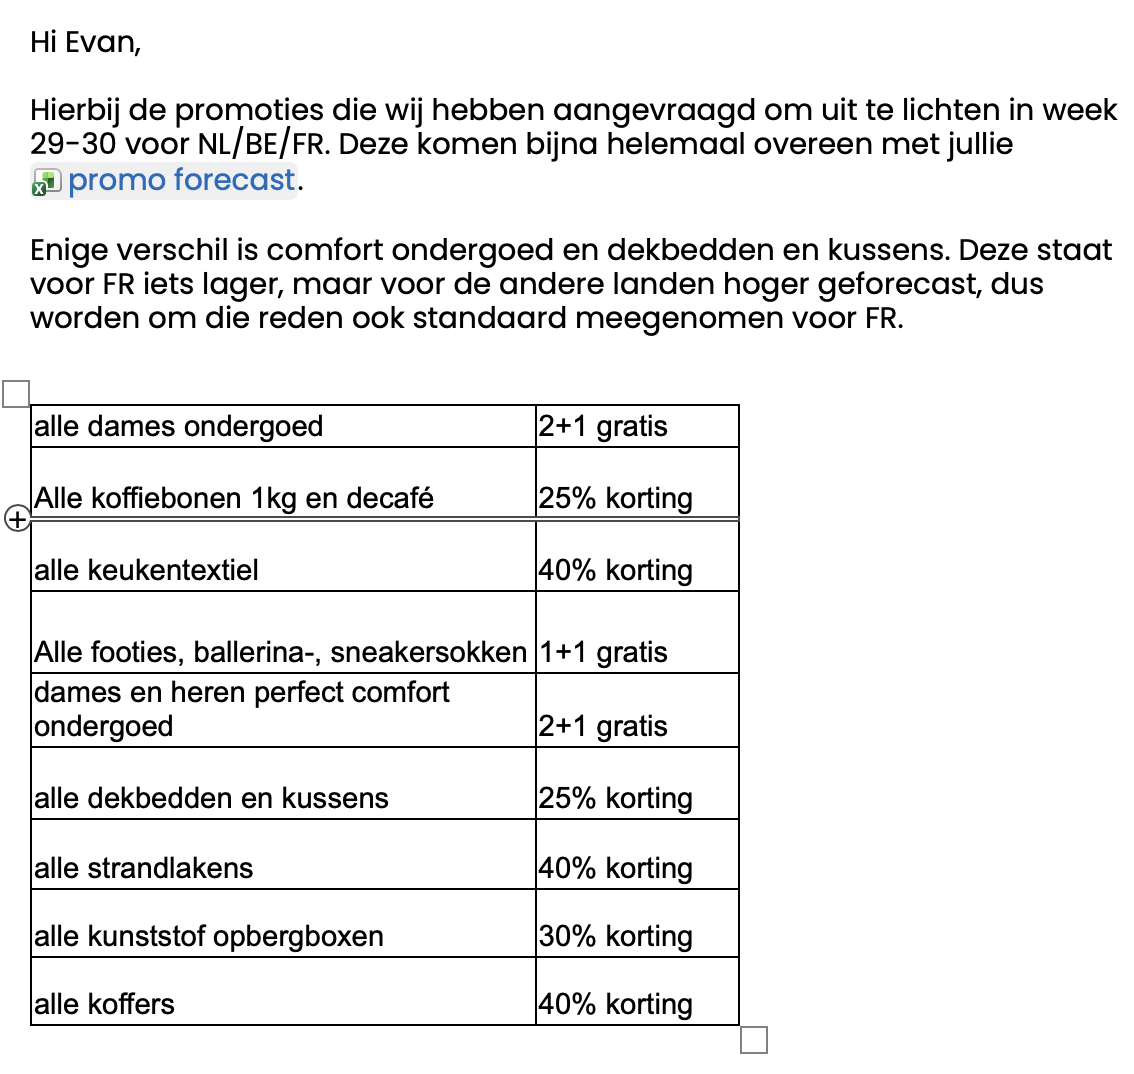 Hi Evan,
Hierbij de promoties die wij hebben aangevraagd om uit te lichten in week
29-30 voor NL/BE/FR. Deze komen bijna helemaal overeen met jullie
promo forecast.
Enige verschil is comfort ondergoed en dekbedden en kussens. Deze staat
voor FR iets lager, maar voor de andere landen hoger geforecast, dus
worden om die reden ook standaard meegenomen voor FR.
alle dames ondergoed 2+1 gratis
Alle koffiebonen 1kg en decafé 25% korting
alle keukentextiel 40% korting
Alle footies, ballerina-, sneakersokken 1+1 gratis
dames en heren perfect comfort
ondergoed 2+1 gratis
alle dekbedden en kussens 25% korting
alle strandlakens 40% korting
alle kunststof opbergboxen 30% korting
alle koffers 40% korting